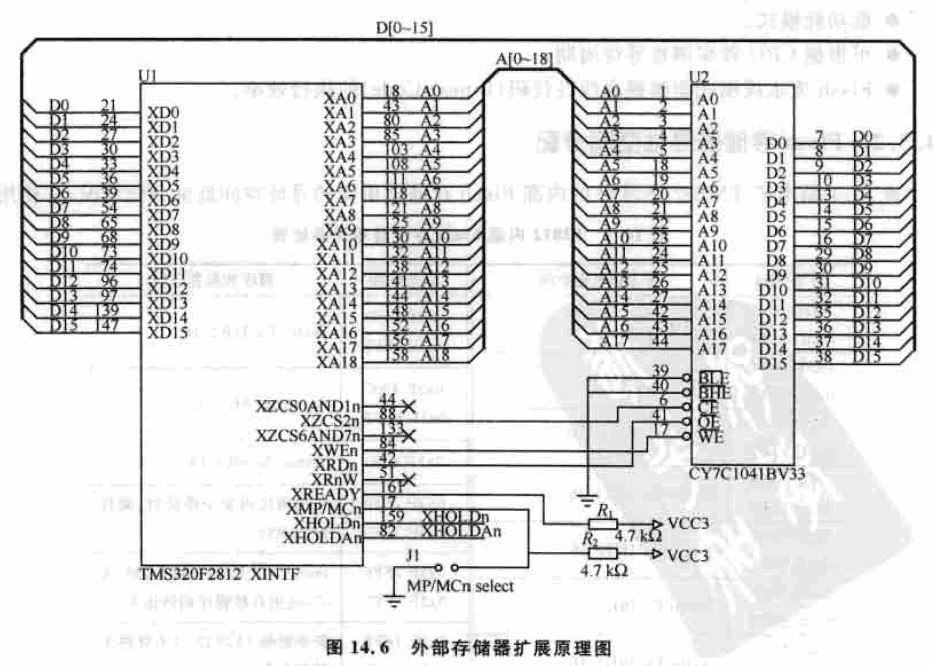 D[0~15]
A[0~18]
U1
U2
D0 21 XD0
D1 24 XD1
D2 27 XD2
D3 30 XD3
D4 33 XD4
D5 36 XD5
D6 39 XD6
D7 54 XD7
D8 65 XD8
D9 68 XD9
D10 73 XD10
D11 74 XD11
D12 96 XD12
D13 97 XD13
D14 139 XD14
D15 147 XD15
XA0 18 A0
XA1 43 A1
XA2 80 A2
XA3 85 A3
XA4 103 A4
XA5 108 A5
XA6 11 A6
XA7 118 A7
XA8 121 A8
XA9 125 A9
XA10 130 A10
XA11 132 A11
XA12 138 A12
XA13 141 A13
XA14 144 A14
XA15 148 A15
XA16 152 A16
XA17 156 A17
XA18 158 A18
XZCS0AND1n 44
XZCS2n 88
XZCS6AND7n 133
XWEn 84
XRDn 42
XRnW 51
XREADY 161
XMP/MCn 17
XHOLDn 159 XHOLDn
XHOLDAn 82 XHOLDAn
TMS320F2812 XINTF
A0 1 A0
A1 2 A1
A2 3 A2
A3 4 A3
A4 5 A4
A5 18 A5
A6 19 A6
A7 20 A7
A8 21 A8
A9 22 A9
A10 23 A10
A11 24 A11
A12 25 A12
A13 26 A13
A14 27 A14
A15 42 A15
A16 43 A16
A17 44 A17
39 BLE
40 BHE
6 CE
41 OE
17 WE
D0 7 D0
D1 8 D1
D2 9 D2
D3 10 D3
D4 13 D4
D5 14 D5
D6 15 D6
D7 16 D7
D8 29 D8
D9 30 D9
D10 31 D10
D11 32 D11
D12 35 D12
D13 36 D13
D14 37 D14
D15 38 D15
CY7C1041BV33
R1
4.7 kΩ
VCC3
R2
4.7 kΩ
VCC3
J1
MP/MCn select
图 14.6 外部存储器扩展原理图